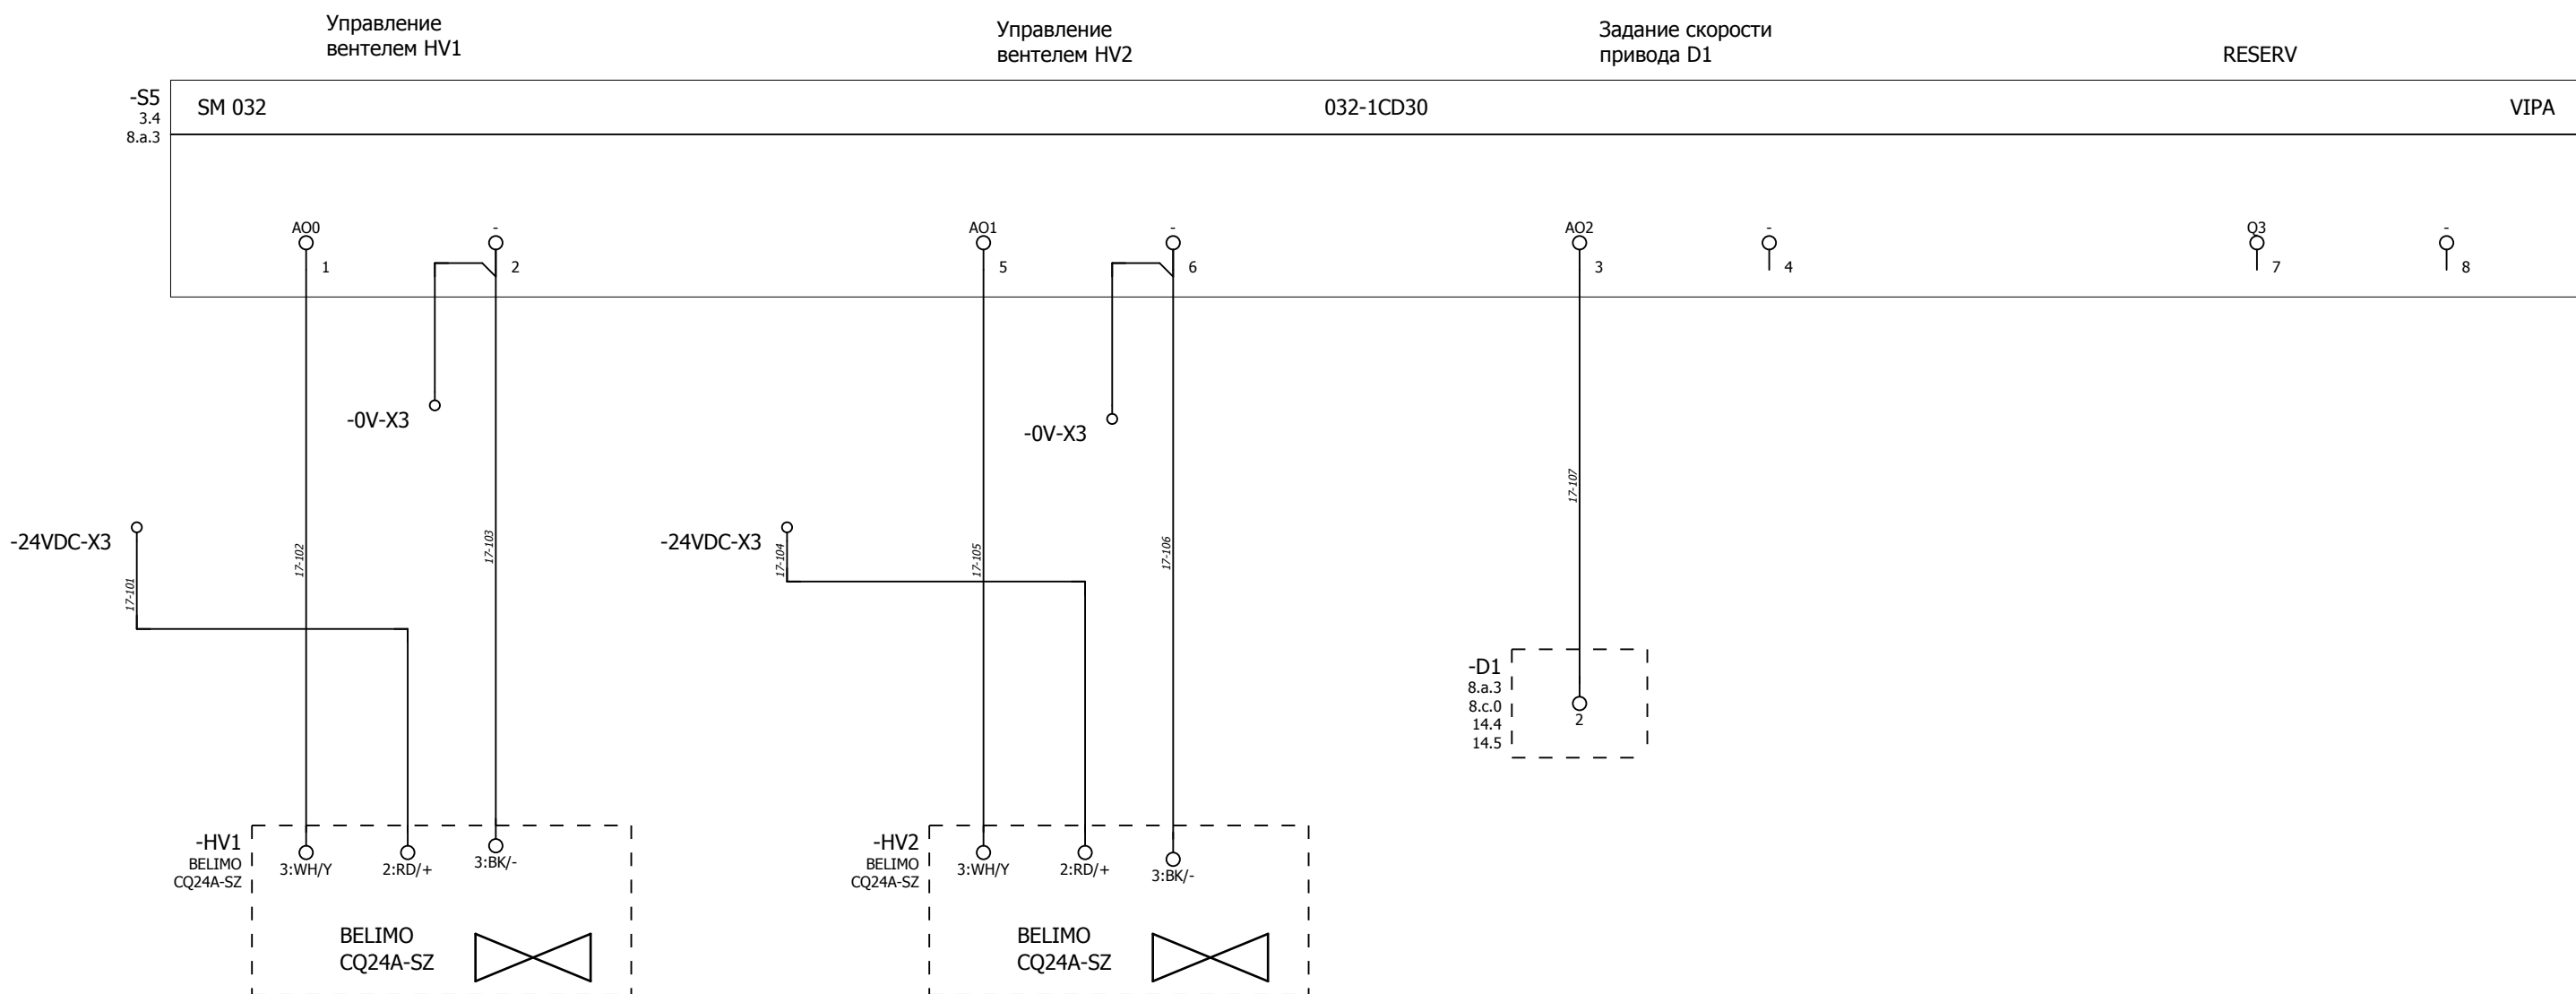 Управление
вентелем HV1
Управление
вентелем HV2
Задание скорости
привода D1
RESERV
-S5
3.4
8.a.3
SM 032
032-1CD30
VIPA
AO0
1
-
2
AO1
5
-
6
AO2
3
-
4
Q3
7
-
8
-0V-X3
-0V-X3
-24VDC-X3
17-101
17-102
17-103
-24VDC-X3
17-104
17-105
17-106
17-107
-D1
8.a.3
8.c.0
14.4
14.5
2
-HV1
BELIMO
CQ24A-SZ
3:WH/Y
2:RD/+
3:BK/-
BELIMO
CQ24A-SZ
-HV2
BELIMO
CQ24A-SZ
3:WH/Y
2:RD/+
3:BK/-
BELIMO
CQ24A-SZ